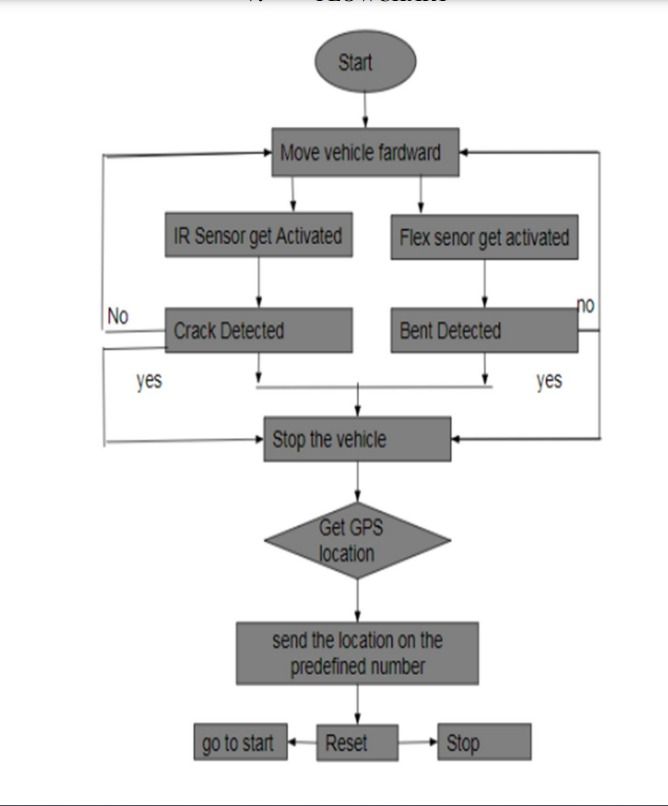 Start
Move vehicle fardward
IR Sensor get Activated
Flex senor get activated
No
no
Crack Detected
Bent Detected
yes
yes
Stop the vehicle
Get GPS
location
send the location on the
predefined number
go to start
Reset
Stop